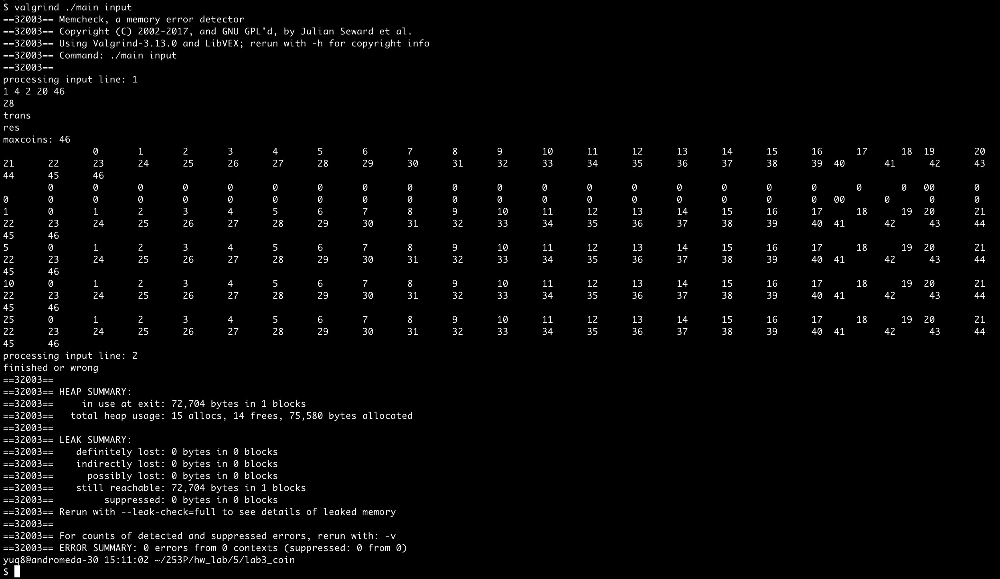 $ valgrind ./main input
==32003== Memcheck, a memory error detector
==32003== Copyright (C) 2002-2017, and GNU GPL'd, by Julian Seward et al.
==32003== Using Valgrind-3.13.0 and LibVEX; rerun with -h for copyright info
==32003== Command: ./main input
==32003==
processing input line: 1
1 4 2 20 46
28
trans
res
maxcoins: 46
0 1 2 3 4 5 6 7 8 9 10 11 12 13 14 15 16 17 18 19 20
21 22 23 24 25 26 27 28 29 30 31 32 33 34 35 36 37 38 39 40 41 42 43
44 45 46
0 0 0 0 0 0 0 0 0 0 0 0 0 0 0 0 0 0 0 00 0
0 0 0 0 0 0 0 0 0 0 0 0 0 0 0 0 0 0 0 00 0 0 0
1 0 1 2 3 4 5 6 7 8 9 10 11 12 13 14 15 16 17 18 19 20 21
22 23 24 25 26 27 28 29 30 31 32 33 34 35 36 37 38 39 40 41 42 43 44
45 46
5 0 1 2 3 4 5 6 7 8 9 10 11 12 13 14 15 16 17 18 19 20 21
22 23 24 25 26 27 28 29 30 31 32 33 34 35 36 37 38 39 40 41 42 43 44
45 46
10 0 1 2 3 4 5 6 7 8 9 10 11 12 13 14 15 16 17 18 19 20 21
22 23 24 25 26 27 28 29 30 31 32 33 34 35 36 37 38 39 40 41 42 43 44
45 46
25 0 1 2 3 4 5 6 7 8 9 10 11 12 13 14 15 16 17 18 19 20 21
22 23 24 25 26 27 28 29 30 31 32 33 34 35 36 37 38 39 40 41 42 43 44
45 46
processing input line: 2
finished or wrong
==32003==
==32003== HEAP SUMMARY:
==32003==     in use at exit: 72,704 bytes in 1 blocks
==32003==   total heap usage: 15 allocs, 14 frees, 75,580 bytes allocated
==32003==
==32003== LEAK SUMMARY:
==32003==    definitely lost: 0 bytes in 0 blocks
==32003==    indirectly lost: 0 bytes in 0 blocks
==32003==      possibly lost: 0 bytes in 0 blocks
==32003==    still reachable: 72,704 bytes in 1 blocks
==32003==         suppressed: 0 bytes in 0 blocks
==32003== Rerun with --leak-check=full to see details of leaked memory
==32003==
==32003== For counts of detected and suppressed errors, rerun with: -v
==32003== ERROR SUMMARY: 0 errors from 0 contexts (suppressed: 0 from 0)
yuq8@andromeda-30 15:11:02 ~/253P/hw_lab/5/lab3_coin
$